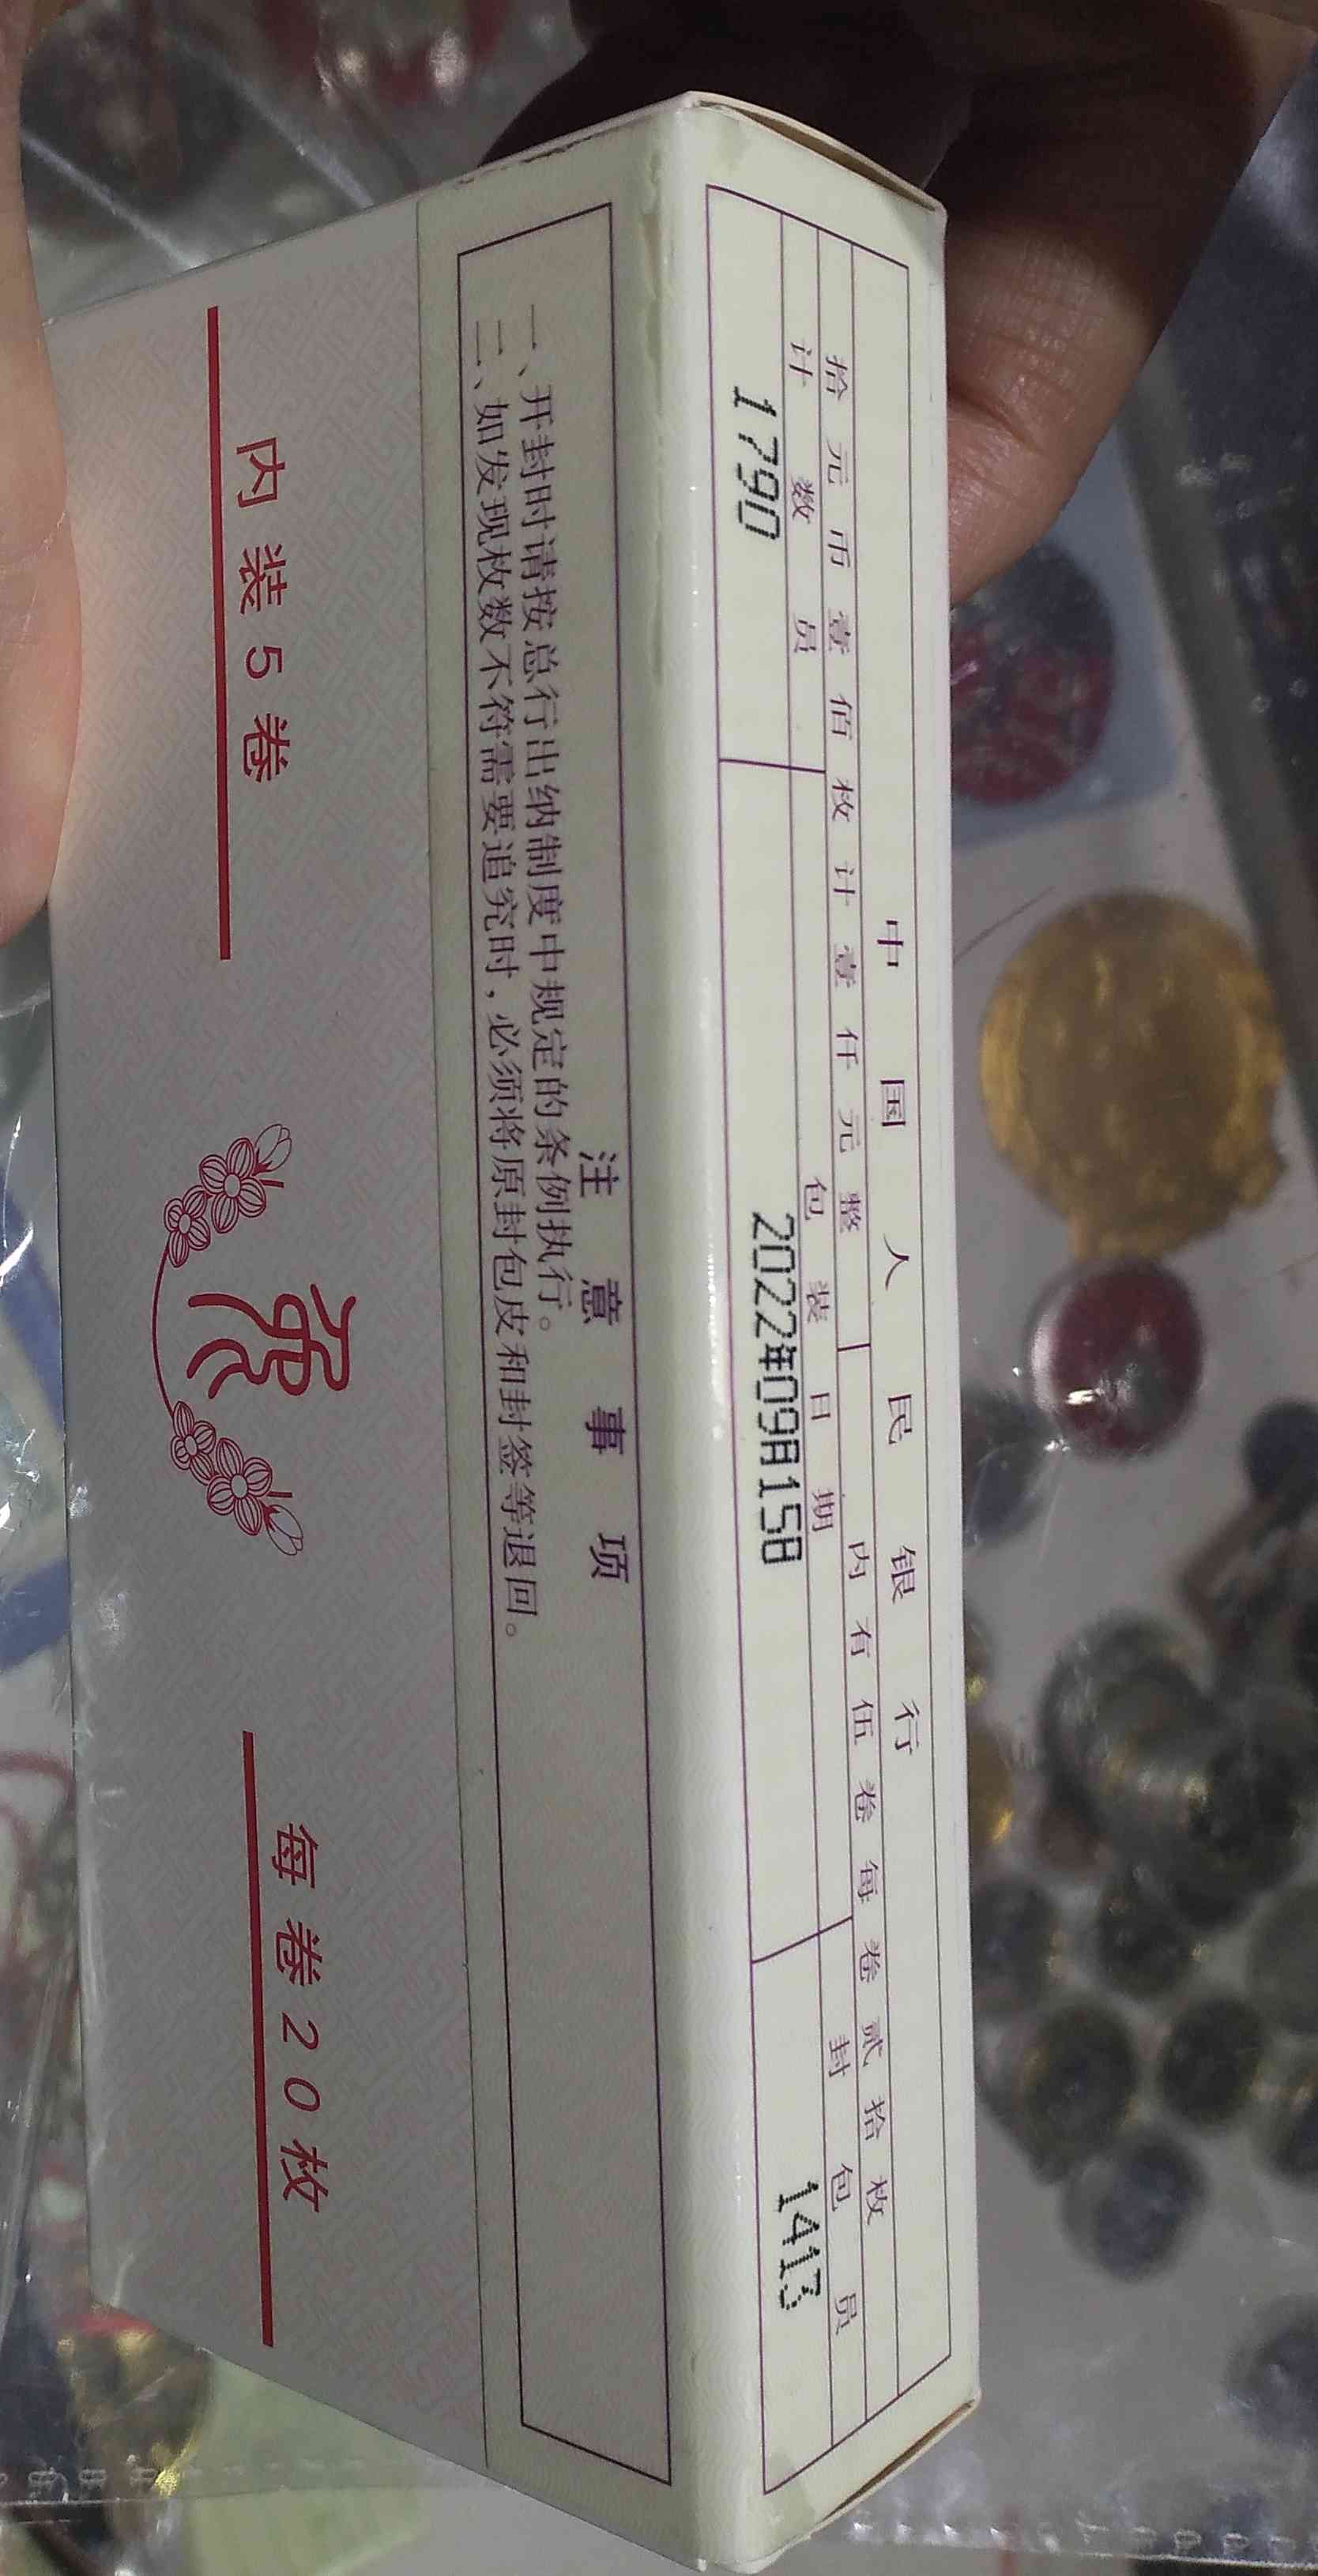 中国人民银行
拾元币壹佰枚计壹仟元整 内有伍卷每卷贰拾枚
计数员 包装日期 封包员
1790 2022年09月15日 1413
注意事项
一、开封时请按总行出纳制度中规定的条例执行。
二、如发现枚数不符需要追究时，必须将原封包皮和封签等退回。
内装5卷 每卷20枚